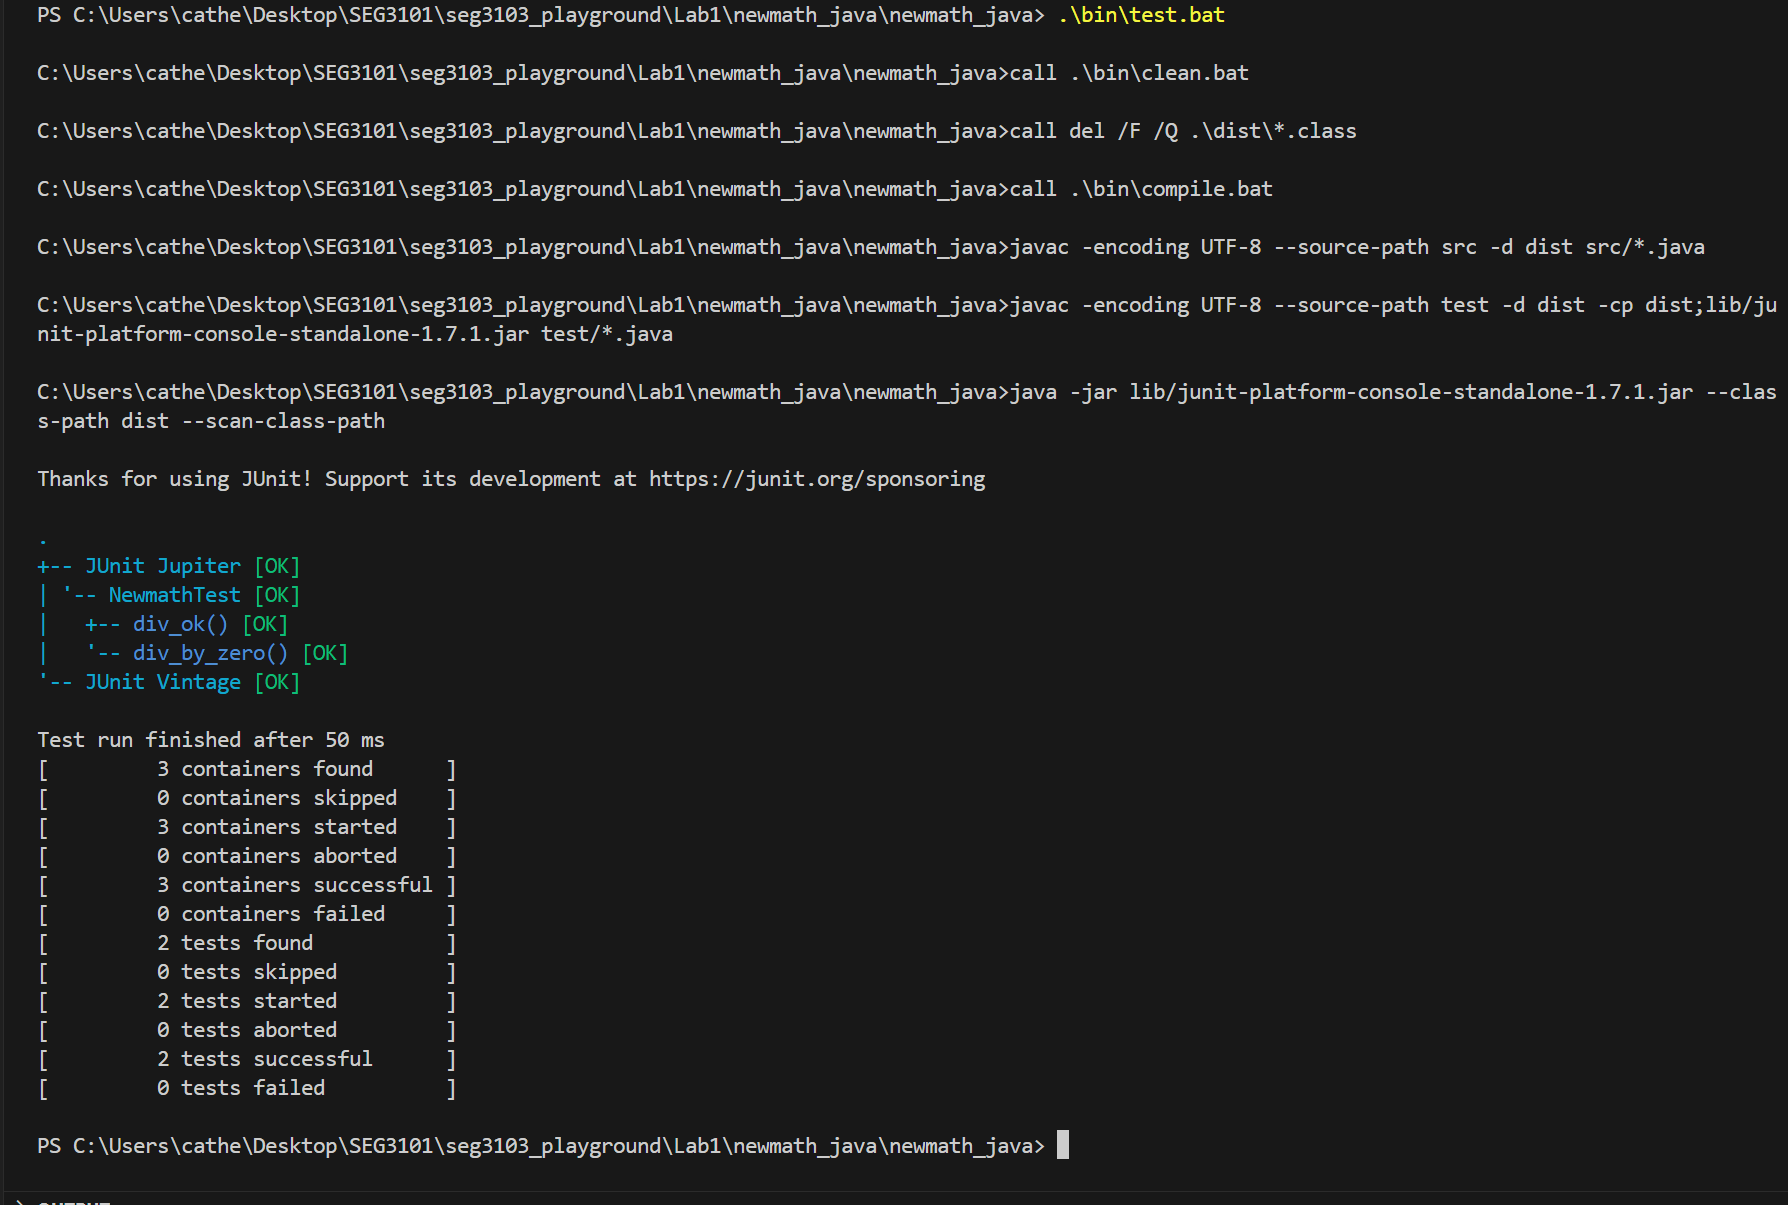 PS C:\Users\cathe\Desktop\SEG3101\seg3103_playground\Lab1\newmath_java\newmath_java> .\bin\test.bat
C:\Users\cathe\Desktop\SEG3101\seg3103_playground\Lab1\newmath_java\newmath_java>call .\bin\clean.bat
C:\Users\cathe\Desktop\SEG3101\seg3103_playground\Lab1\newmath_java\newmath_java>call del /F /Q .\dist\*.class
C:\Users\cathe\Desktop\SEG3101\seg3103_playground\Lab1\newmath_java\newmath_java>call .\bin\compile.bat
C:\Users\cathe\Desktop\SEG3101\seg3103_playground\Lab1\newmath_java\newmath_java>javac -encoding UTF-8 --source-path src -d dist src/*.java
C:\Users\cathe\Desktop\SEG3101\seg3103_playground\Lab1\newmath_java\newmath_java>javac -encoding UTF-8 --source-path test -d dist -cp dist;lib/ju
nit-platform-console-standalone-1.7.1.jar test/*.java
C:\Users\cathe\Desktop\SEG3101\seg3103_playground\Lab1\newmath_java\newmath_java>java -jar lib/junit-platform-console-standalone-1.7.1.jar --clas
s-path dist --scan-class-path
Thanks for using JUnit! Support its development at https://junit.org/sponsoring
.
+-- JUnit Jupiter [OK]
| '-- NewmathTest [OK]
|   +-- div_ok() [OK]
|   '-- div_by_zero() [OK]
'-- JUnit Vintage [OK]
Test run finished after 50 ms
[         3 containers found      ]
[         0 containers skipped    ]
[         3 containers started    ]
[         0 containers aborted    ]
[         3 containers successful ]
[         0 containers failed     ]
[         2 tests found           ]
[         0 tests skipped         ]
[         2 tests started         ]
[         0 tests aborted         ]
[         2 tests successful      ]
[         0 tests failed          ]
PS C:\Users\cathe\Desktop\SEG3101\seg3103_playground\Lab1\newmath_java\newmath_java>